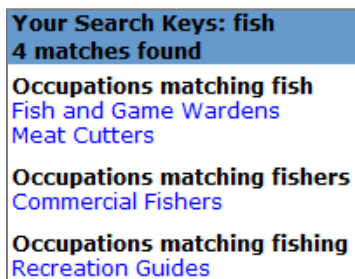 Your Search Keys: fish
4 matches found
Occupations matching fish
Fish and Game Wardens
Meat Cutters
Occupations matching fishers
Commercial Fishers
Occupations matching fishing
Recreation Guides